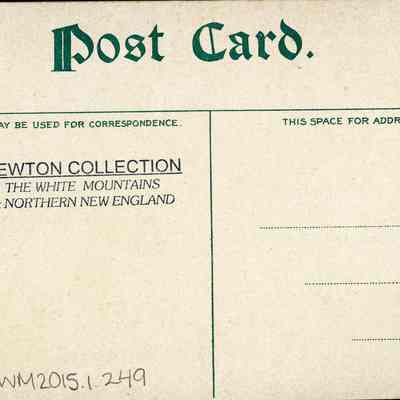 Post Card.
AY BE USED FOR CORRESPONDENCE.
THIS SPACE FOR ADDR
EWTON COLLECTION
THE WHITE MOUNTAINS
& NORTHERN NEW ENGLAND
WM2015.1.249